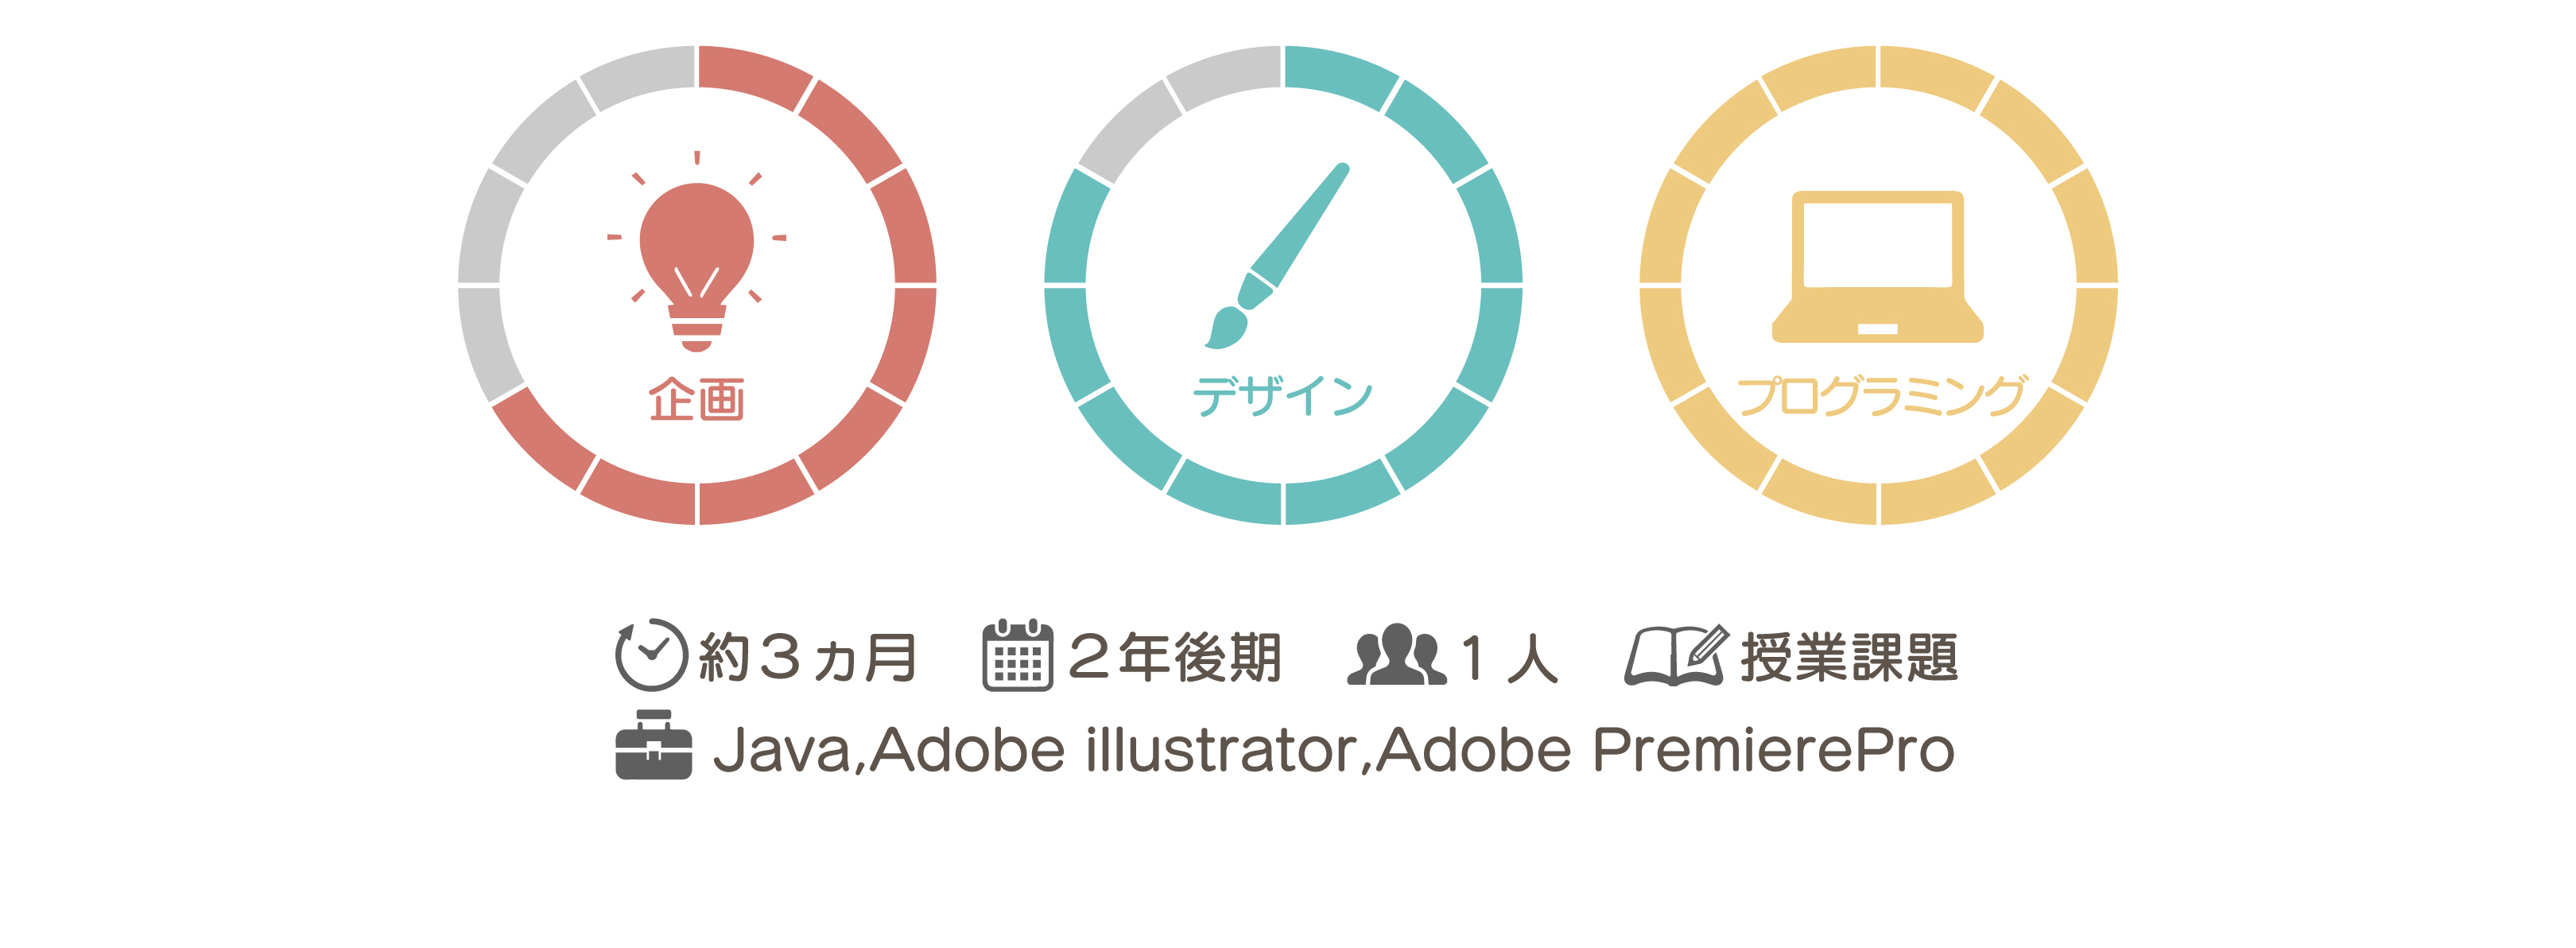 企画
デザイン
プログラミング
約３ヵ月 ２年後期 １人 授業課題
Java,Adobe illustrator,Adobe PremierePro